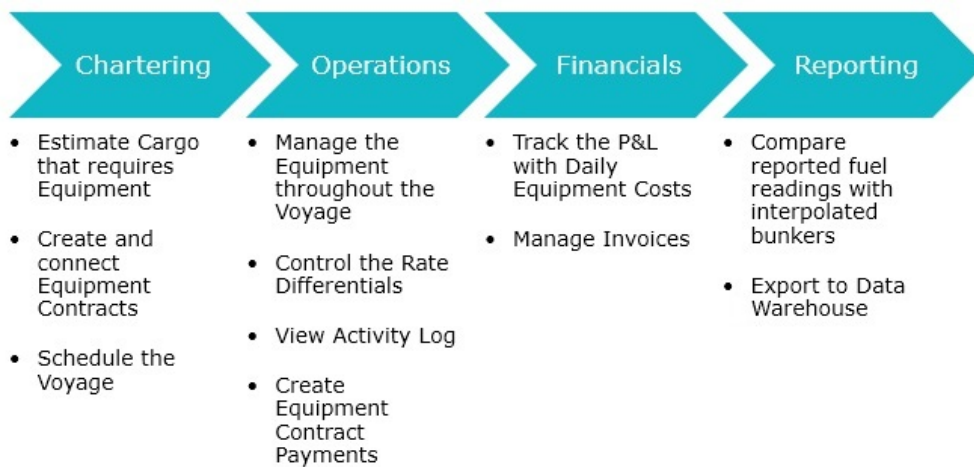 Chartering
Operations
Financials
Reporting
• Estimate Cargo
that requires
Equipment
• Create and
connect
Equipment
Contracts
• Schedule the
Voyage
• Manage the
Equipment
throughout the
Voyage
• Control the Rate
Differentials
• View Activity Log
• Create
Equipment
Contract
Payments
• Track the P&L
with Daily
Equipment Costs
• Manage Invoices
• Compare
reported fuel
readings with
interpolated
bunkers
• Export to Data
Warehouse